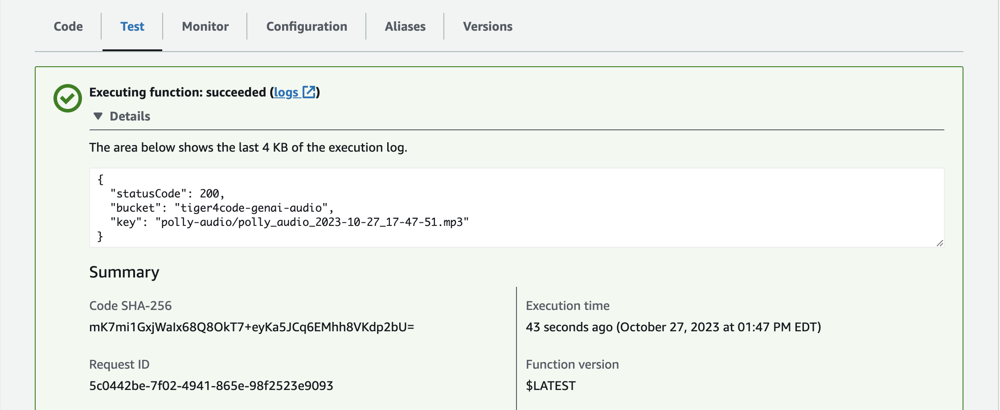 Code Test Monitor Configuration Aliases Versions
Executing function: succeeded (logs)
Details
The area below shows the last 4 KB of the execution log.
{
  "statusCode": 200,
  "bucket": "tiger4code-genai-audio",
  "key": "polly-audio/polly_audio_2023-10-27_17-47-51.mp3"
}
Summary
Code SHA-256
mK7mi1GxjWaIx68Q8OkT7+eyKa5JCq6EMhh8VKdp2bU=
Execution time
43 seconds ago (October 27, 2023 at 01:47 PM EDT)
Request ID
5c0442be-7f02-4941-865e-98f2523e9093
Function version
$LATEST